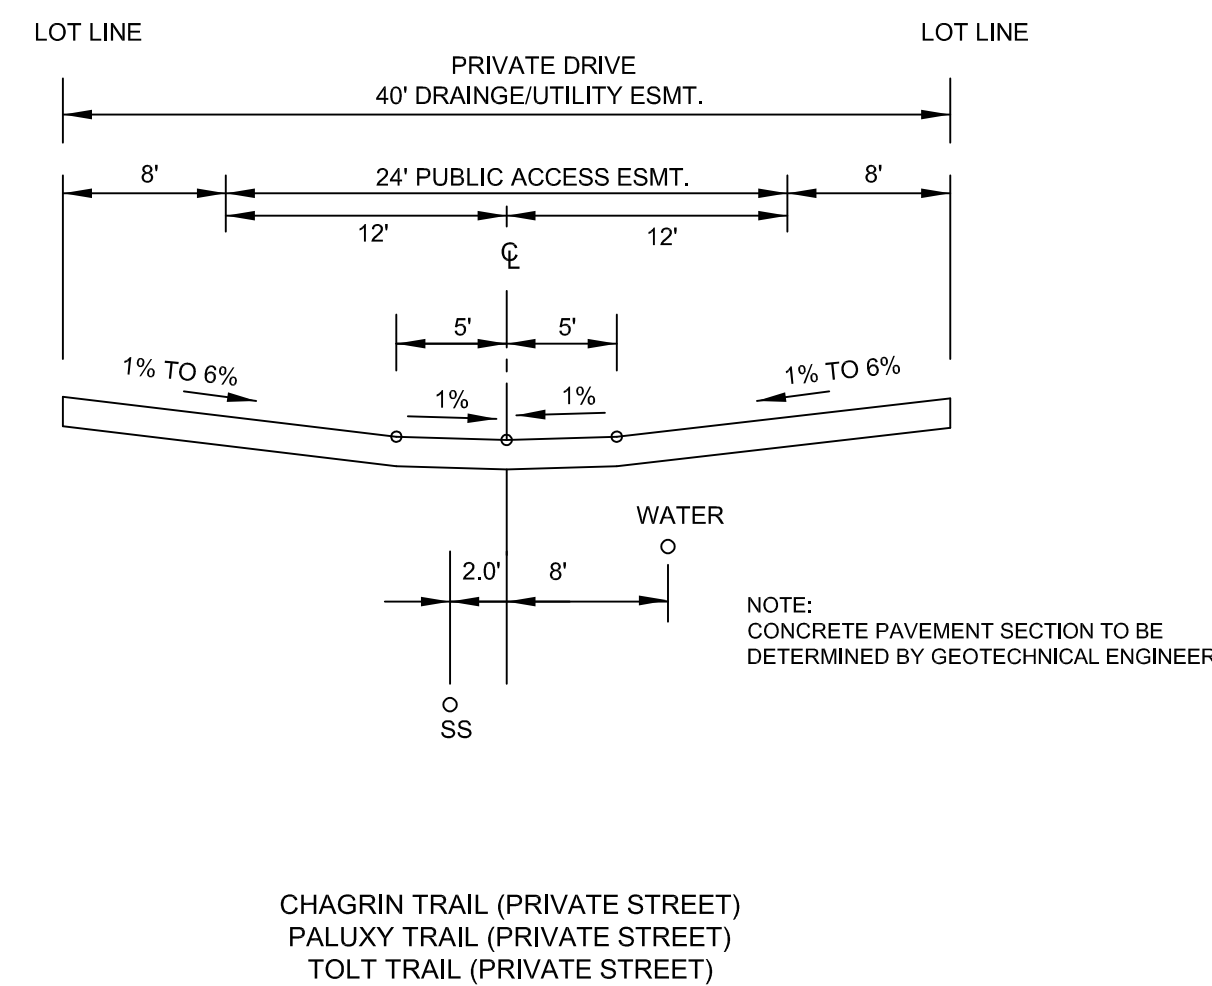 LOT LINE
LOT LINE
PRIVATE DRIVE
40' DRAINGE/UTILITY ESMT.
8'
24' PUBLIC ACCESS ESMT.
8'
12'
12'
℄
5'
5'
1% TO 6%
1% TO 6%
1%
1%
WATER
2.0'
8'
NOTE:
CONCRETE PAVEMENT SECTION TO BE
DETERMINED BY GEOTECHNICAL ENGINEER
SS
CHAGRIN TRAIL (PRIVATE STREET)
PALUXY TRAIL (PRIVATE STREET)
TOLT TRAIL (PRIVATE STREET)